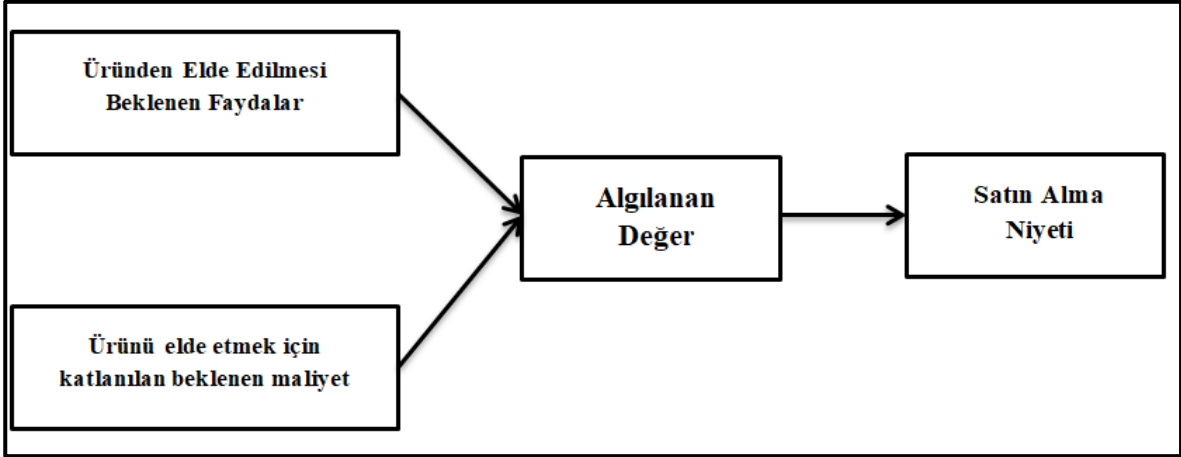 Üründen Elde Edilmesi
Beklenen Faydalar
Algılanan
Değer
Satın Alma
Niyeti
Ürünü elde etmek için
katlanılan beklenen maliyet